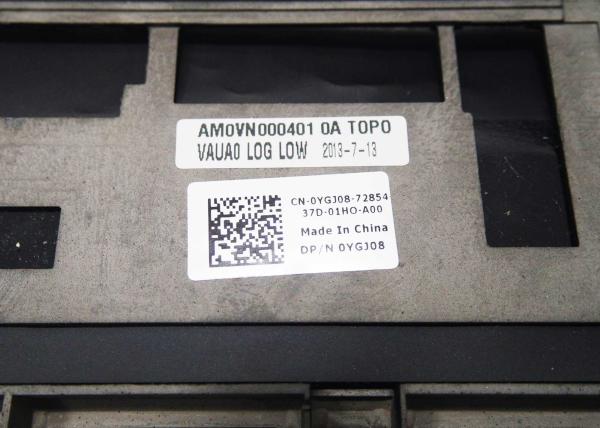 AM0VN000401 0A TOPO
VAUA0 LOG LOW 2013-7-13
CN-0YGJ08-72854
37D-01HO-A00
Made In China
DP/N 0YGJ08